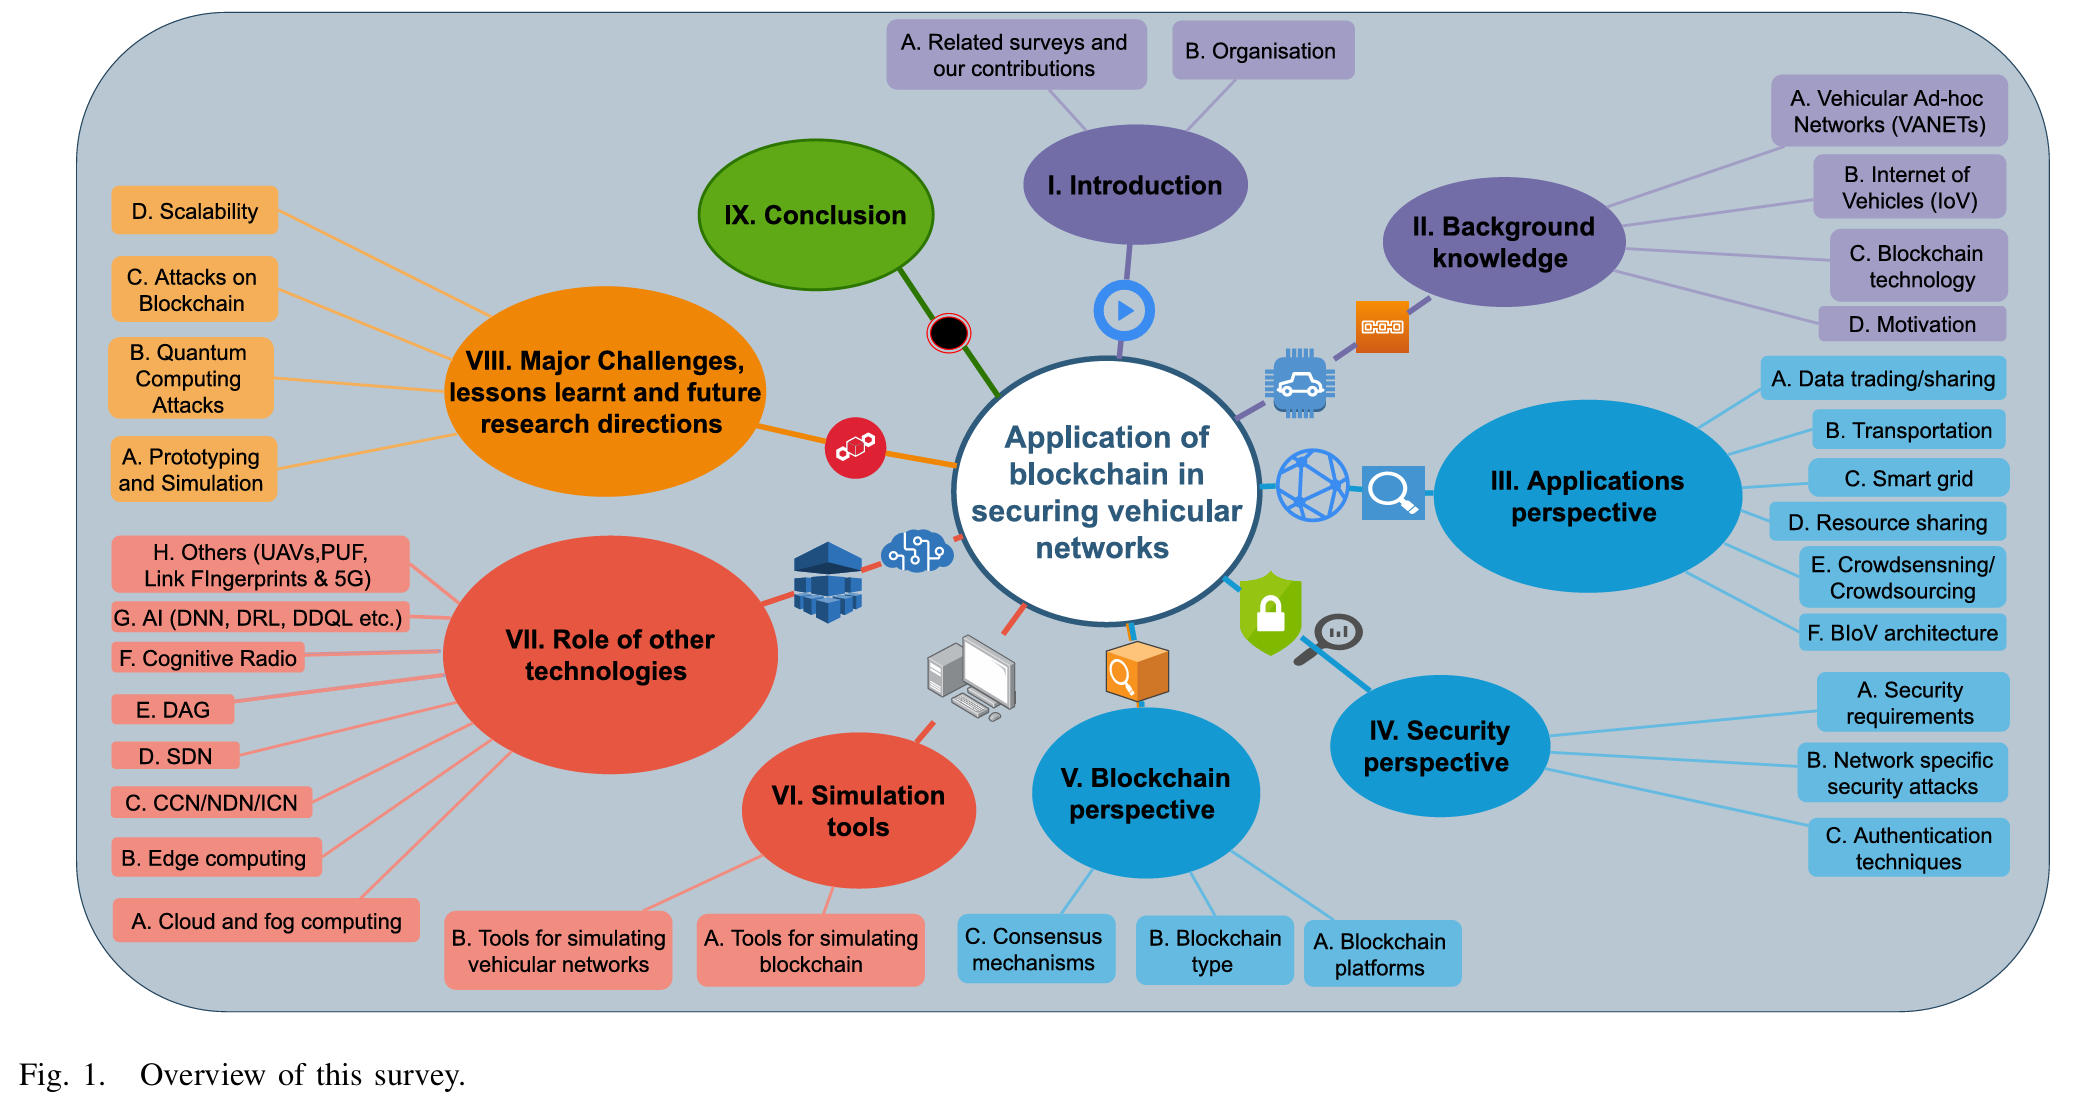 A. Related surveys and
our contributions
B. Organisation
I. Introduction
A. Vehicular Ad-hoc
Networks (VANETs)
B. Internet of
Vehicles (IoV)
C. Blockchain
technology
D. Motivation
II. Background
knowledge
A. Data trading/sharing
B. Transportation
C. Smart grid
D. Resource sharing
E. Crowdsensning/
Crowdsourcing
F. BIoV architecture
III. Applications
perspective
A. Security
requirements
B. Network specific
security attacks
C. Authentication
techniques
IV. Security
perspective
V. Blockchain
perspective
C. Consensus
mechanisms
B. Blockchain
type
A. Blockchain
platforms
VI. Simulation
tools
B. Tools for simulating
vehicular networks
A. Tools for simulating
blockchain
VII. Role of other
technologies
H. Others (UAVs,PUF,
Link FIngerprints & 5G)
G. AI (DNN, DRL, DDQL etc.)
F. Cognitive Radio
E. DAG
D. SDN
C. CCN/NDN/ICN
B. Edge computing
A. Cloud and fog computing
VIII. Major Challenges,
lessons learnt and future
research directions
D. Scalability
C. Attacks on
Blockchain
B. Quantum
Computing
Attacks
A. Prototyping
and Simulation
IX. Conclusion
Application of
blockchain in
securing vehicular
networks
Fig. 1. Overview of this survey.